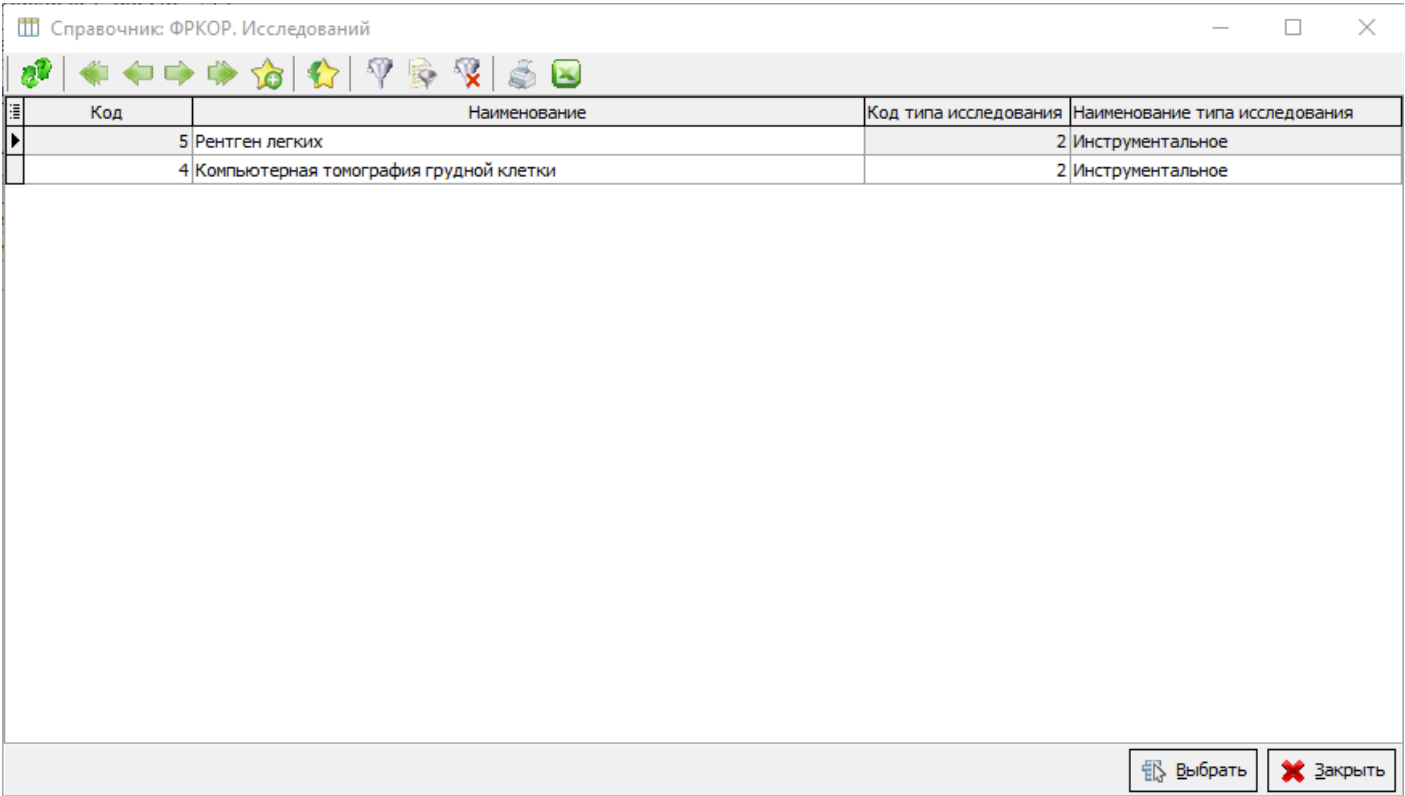 Справочник: ФРКОР. Исследований
Код Наименование Код типа исследования Наименование типа исследования
5 Рентген легких 2 Инструментальное
4 Компьютерная томография грудной клетки 2 Инструментальное
Выбрать Закрыть